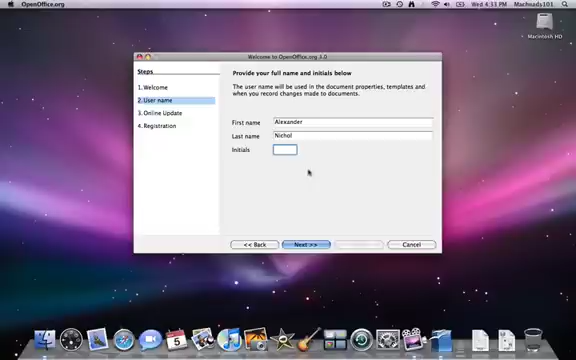 OpenOffice.org
Wed 4:33 PM
Machnads101
Macintosh HD
Welcome to OpenOffice.org 3.0
Steps
1. Welcome
2. User name
3. Online Update
4. Registration
Provide your full name and initials below
The user name will be used in the document properties, templates and
when you record changes made to documents.
First name
Alexander
Last name
Nichol
Initials
<< Back
Next >>
Cancel